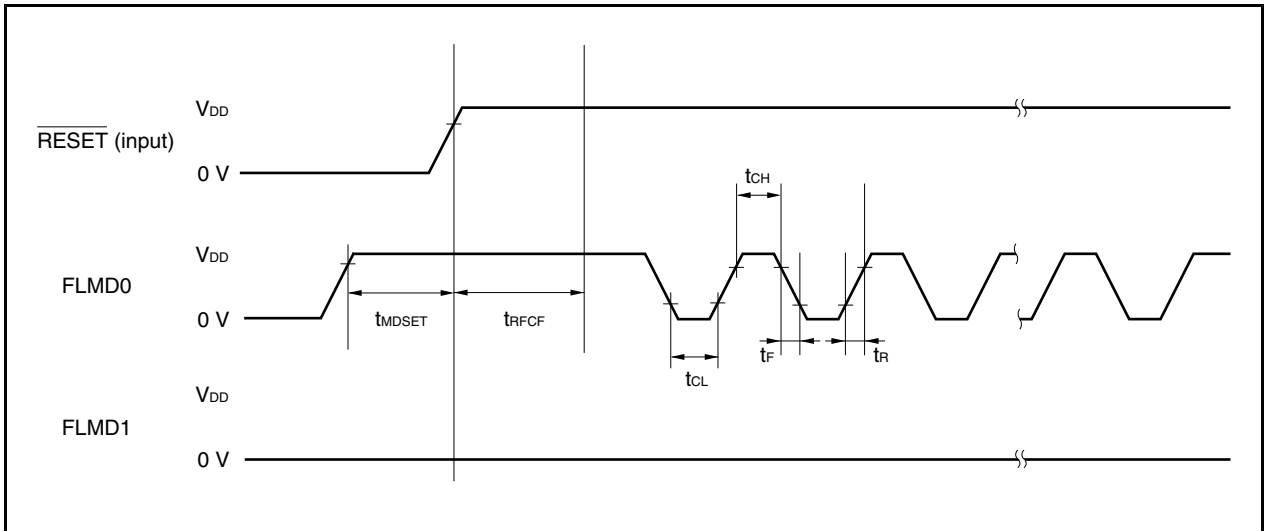 VDD
RESET (input)
0 V
tCH
VDD
FLMD0
tMDSET
tRFCF
0 V
tF
tR
tCL
VDD
FLMD1
0 V